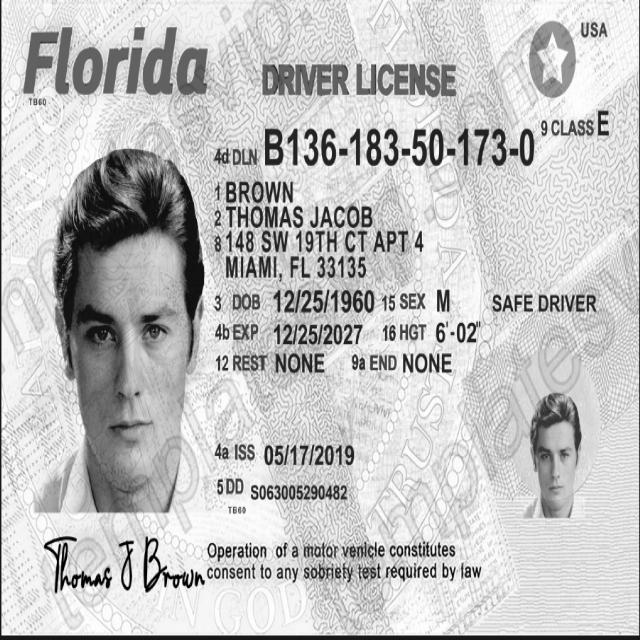 Florida
TB60
DRIVER LICENSE
USA
9 CLASS E
4d DLN B136-183-50-173-0
1 BROWN
2 THOMAS JACOB
8 148 SW 19TH CT APT 4
MIAMI, FL 33135
3 DOB 12/25/1960 15 SEX M SAFE DRIVER
4b EXP 12/25/2027 16 HGT 6'-02"
12 REST NONE 9a END NONE
4a ISS 05/17/2019
5 DD S063005290482
TB60
Thomas J Brown
Operation of a motor vehicle constitutes
consent to any sobriety test required by law